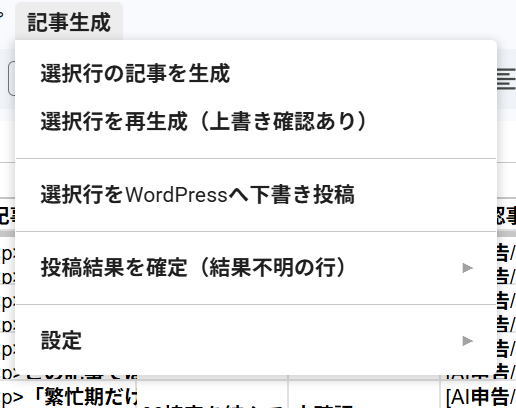 記事生成
選択行の記事を生成
選択行を再生成（上書き確認あり）
選択行をWordPressへ下書き投稿
投稿結果を確定（結果不明の行）
設定
p>「繁忙期だけ
[AI申告/